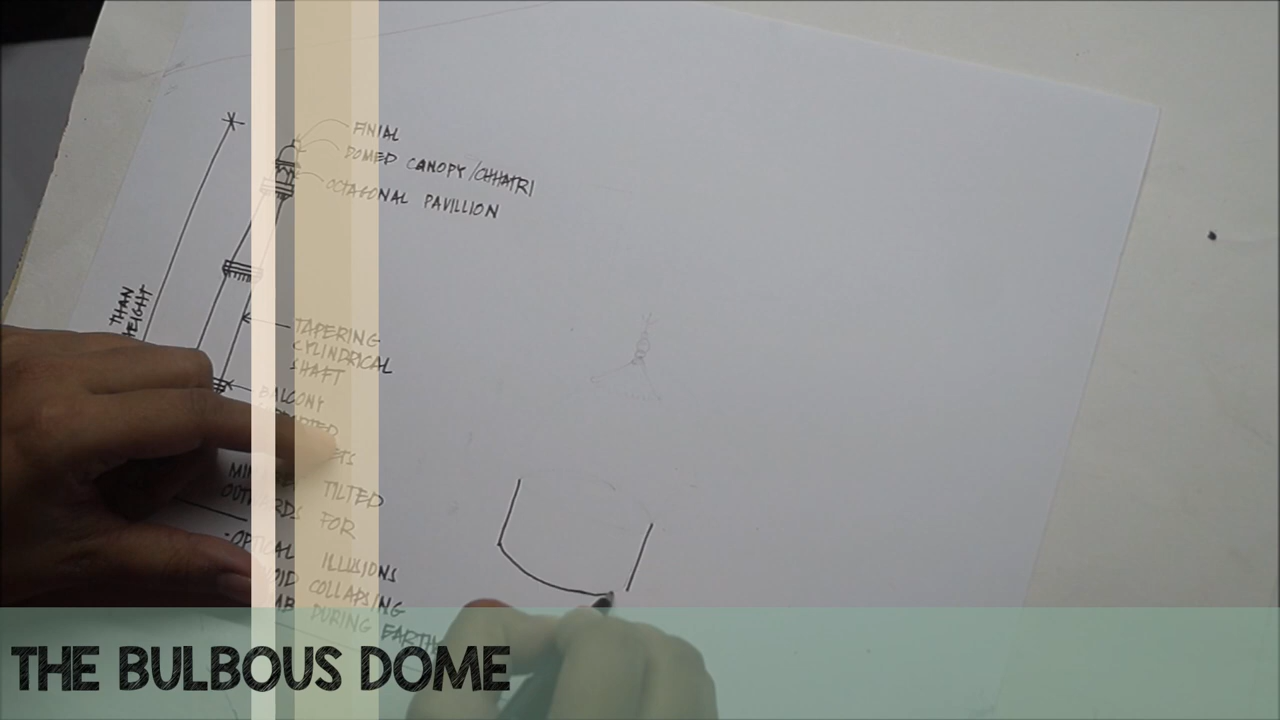 FINIAL
DOMED CANOPY/CHHATRI
OCTAGONAL PAVILLION
THAN
HEIGHT
TAPERING
CYLINDRICAL
SHAFT
BALCONY
TILTED
OUTWARDS FOR
-OPTICAL ILLUSIONS
COLLAPSING
DURING EARTH
THE BULBOUS DOME